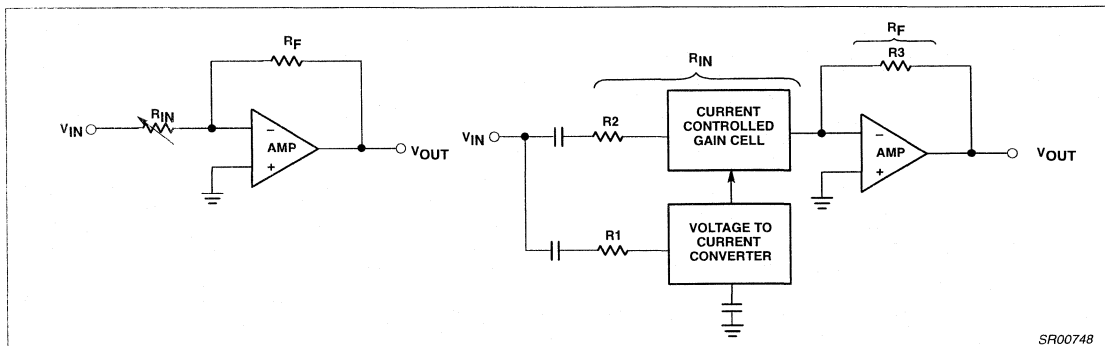 RF
VIN
RIN
−
AMP
+
VOUT
RIN
VIN
R2
CURRENT
CONTROLLED
GAIN CELL
R1
VOLTAGE TO
CURRENT
CONVERTER
RF
R3
−
AMP
+
VOUT
SR00748